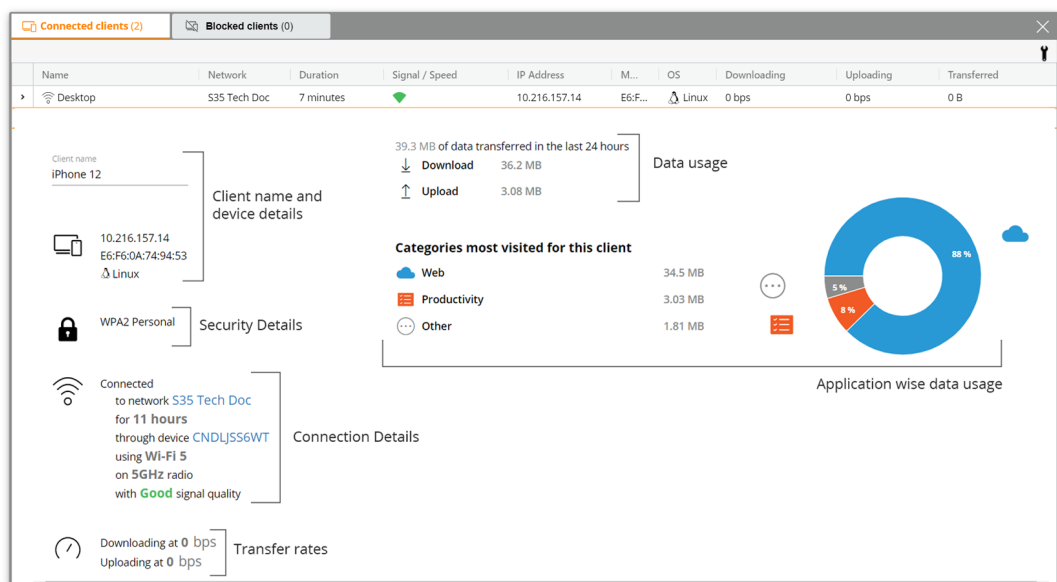 Connected clients (2)
Blocked clients (0)
Name Network Duration Signal / Speed IP Address M... OS Downloading Uploading Transferred
Desktop S35 Tech Doc 7 minutes 10.216.157.14 E6:F... Linux 0 bps 0 bps 0 B
Client name
iPhone 12
Client name and
device details
10.216.157.14
E6:F6:0A:74:94:53
Linux
WPA2 Personal
Security Details
Connected
to network S35 Tech Doc
for 11 hours
through device CNDLJSS6WT
using Wi-Fi 5
on 5GHz radio
with Good signal quality
Connection Details
Downloading at 0 bps
Uploading at 0 bps
Transfer rates
39.3 MB of data transferred in the last 24 hours
Download 36.2 MB
Upload 3.08 MB
Data usage
Categories most visited for this client
Web 34.5 MB
Productivity 3.03 MB
Other 1.81 MB
88 %
5 %
8 %
Application wise data usage